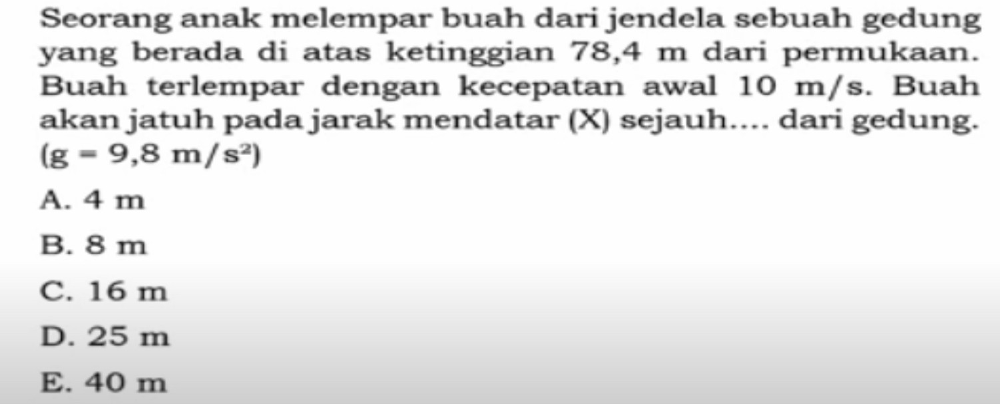 Seorang anak melempar buah dari jendela sebuah gedung
yang berada di atas ketinggian 78,4 m dari permukaan.
Buah terlempar dengan kecepatan awal 10 m/s. Buah
akan jatuh pada jarak mendatar (X) sejauh.... dari gedung.
(g = 9,8 m/s²)
A. 4 m
B. 8 m
C. 16 m
D. 25 m
E. 40 m